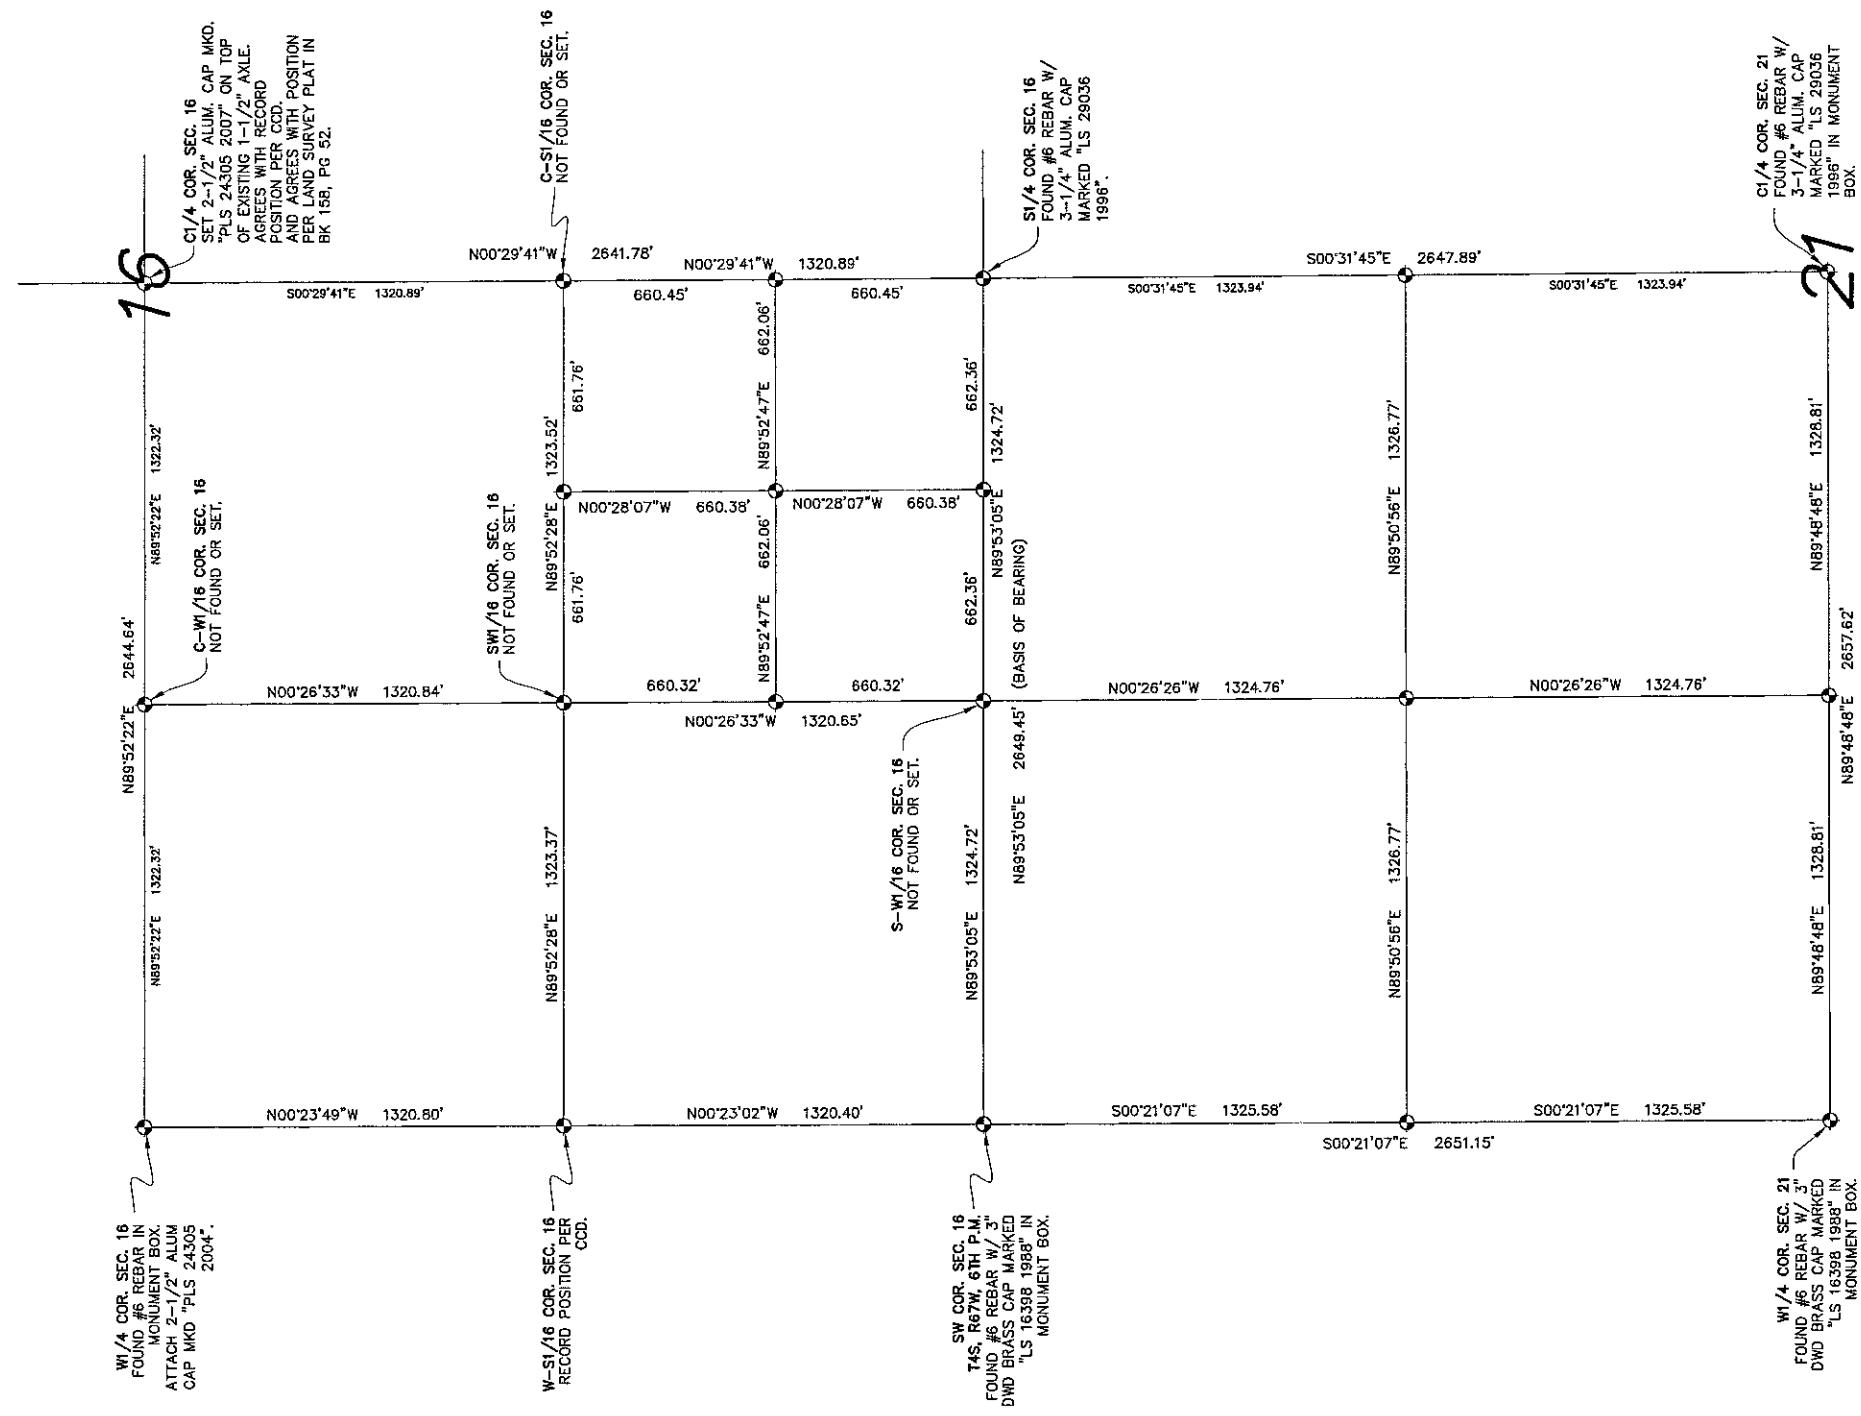 W1/4 COR. SEC. 16
FOUND #6 REBAR IN
MONUMENT BOX.
ATTACH 2-1/2" ALUM
CAP MKD "PLS 24305
2004".
N89°52'22"E 1322.32'
N89°52'22"E 2644.64'
C-W1/16 COR. SEC. 16
NOT FOUND OR SET.
N89°52'22"E 1322.32'
16
C1/4 COR. SEC. 16
SET 2-1/2" ALUM. CAP MKD.
"PLS 24305 2007" ON TOP
OF EXISTING 1-1/2" AXLE.
AGREES WITH RECORD
POSITION PER CCD.
AND AGREES WITH POSITION
PER LAND SURVEY PLAT IN
BK 158, PG 52.
N00°23'49"W 1320.80'
N00°26'33"W 1320.84'
S00°29'41"E 1320.89'
N00°29'41"W 2641.78'
W-S1/16 COR. SEC. 16
RECORD POSITION PER
CCD.
N89°52'28"E 1323.37'
SW1/16 COR. SEC. 16
NOT FOUND OR SET.
N89°52'28"E 1323.52'
661.76'
661.76'
C-S1/16 COR. SEC. 16
NOT FOUND OR SET.
N00°23'02"W 1320.40'
660.32'
660.32'
N00°26'33"W 1320.65'
N00°28'07"W 660.38'
N00°28'07"W 660.38'
N00°29'41"W 1320.89'
660.45'
660.45'
N89°52'47"E 662.06'
N89°52'47"E 662.06'
SW COR. SEC. 16
T4S, R67W, 6TH P.M.
FOUND #6 REBAR W/ 3"
DWD BRASS CAP MARKED
"LS 16398 1988" IN
MONUMENT BOX.
N89°53'05"E 1324.72'
S-W1/16 COR. SEC. 16
NOT FOUND OR SET.
N89°53'05"E 2649.45' (BASIS OF BEARING)
662.36'
662.36'
N89°53'05"E 1324.72'
S1/4 COR. SEC. 16
FOUND #6 REBAR W/
3-1/4" ALUM. CAP
MARKED "LS 29036
1996".
S00°21'07"E 1325.58'
N00°26'26"W 1324.76'
S00°31'45"E 1323.94'
S00°31'45"E 2647.89'
S00°21'07"E 2651.15'
N89°50'56"E 1326.77'
N89°50'56"E 1326.77'
S00°21'07"E 1325.58'
N00°26'26"W 1324.76'
S00°31'45"E 1323.94'
W1/4 COR. SEC. 21
FOUND #6 REBAR W/ 3"
DWD BRASS CAP MARKED
"LS 16398 1988" IN
MONUMENT BOX.
N89°48'48"E 1328.81'
N89°48'48"E 2657.62'
N89°48'48"E 1328.81'
21
C1/4 COR. SEC. 21
FOUND #6 REBAR W/
3-1/4" ALUM. CAP
MARKED "LS 29036
1996" IN MONUMENT
BOX.